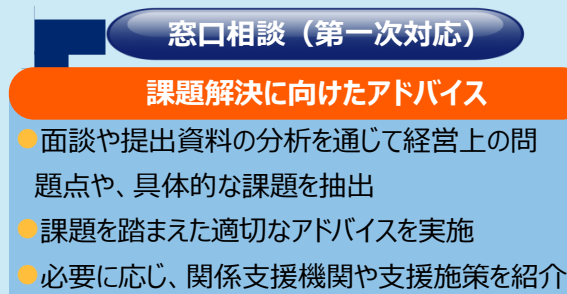 窓口相談（第一次対応）
課題解決に向けたアドバイス
●面談や提出資料の分析を通じて経営上の問
題点や、具体的な課題を抽出
●課題を踏まえた適切なアドバイスを実施
●必要に応じ、関係支援機関や支援施策を紹介